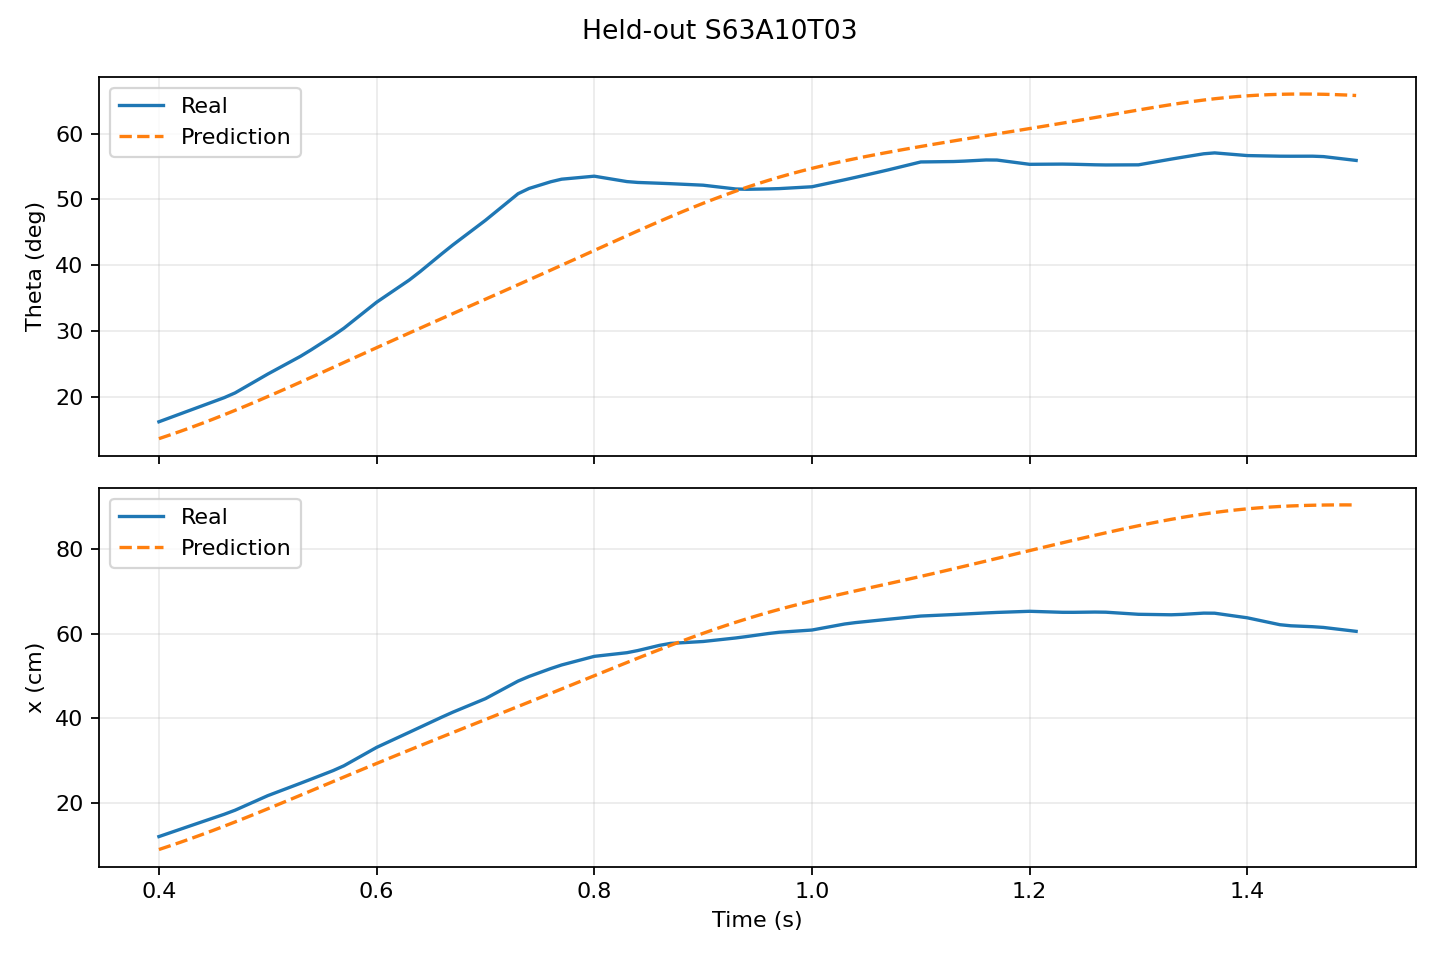 Held-out S63A10T03
Real
Prediction
Theta (deg)
60
50
40
30
20
Real
Prediction
x (cm)
80
60
40
20
0.4 0.6 0.8 1.0 1.2 1.4
Time (s)